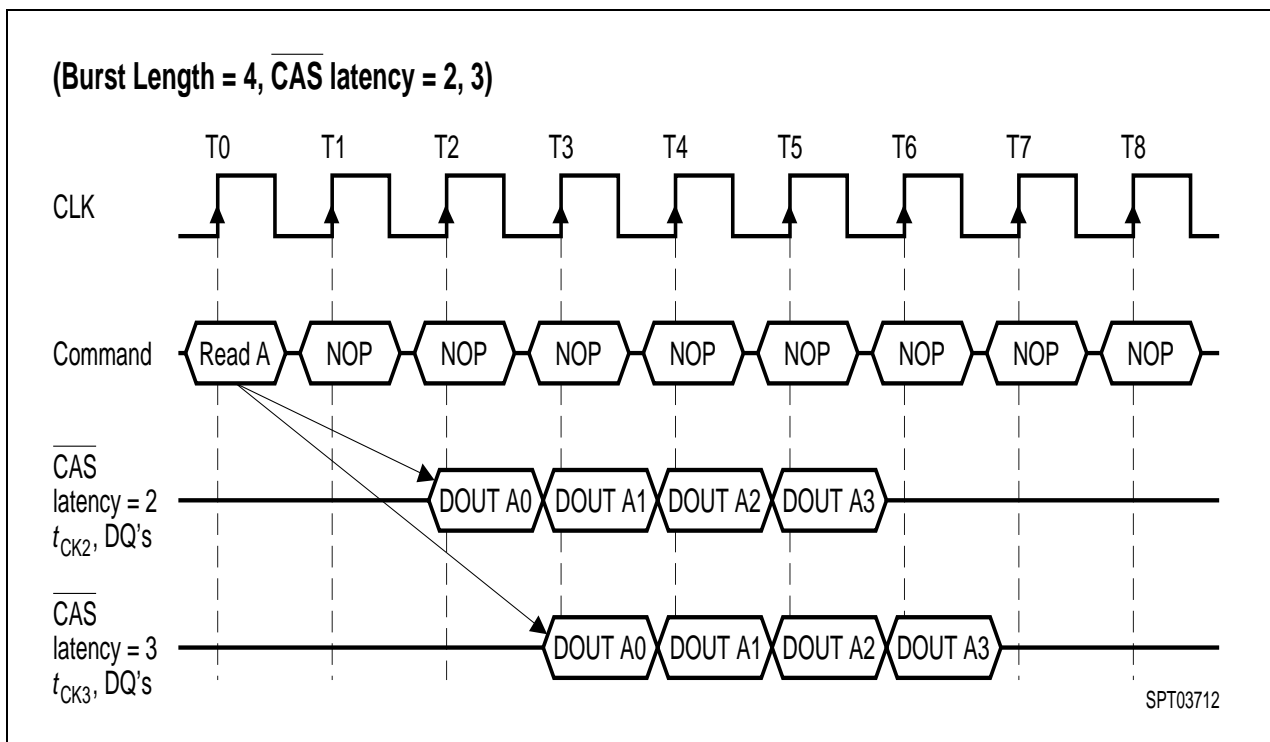 (Burst Length = 4, CAS latency = 2, 3)
T0 T1 T2 T3 T4 T5 T6 T7 T8
CLK
Command Read A NOP NOP NOP NOP NOP NOP NOP NOP
CAS
latency = 2
tCK2, DQ's
DOUT A0 DOUT A1 DOUT A2 DOUT A3
CAS
latency = 3
tCK3, DQ's
DOUT A0 DOUT A1 DOUT A2 DOUT A3
SPT03712